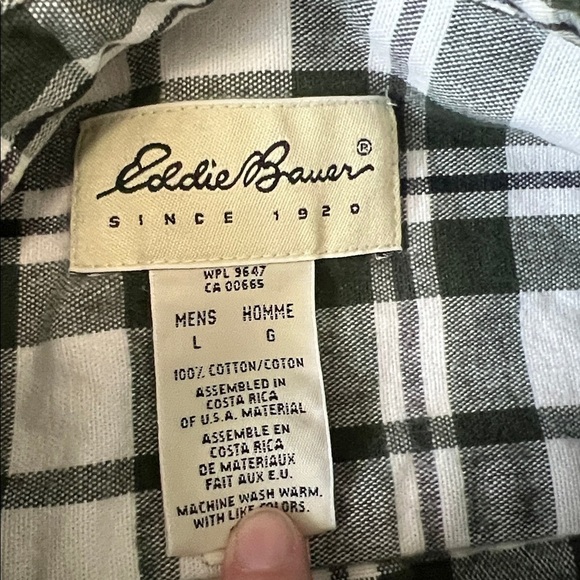 Eddie Bauer®
SINCE 1920
WPL 9647
CA 00665
MENS HOMME
L G
100% COTTON/COTON
ASSEMBLED IN
COSTA RICA
OF U.S.A. MATERIAL
ASSEMBLE EN
COSTA RICA
DE MATERIAUX
FAIT AUX E.U.
MACHINE WASH WARM.
WITH LIKE COLORS.